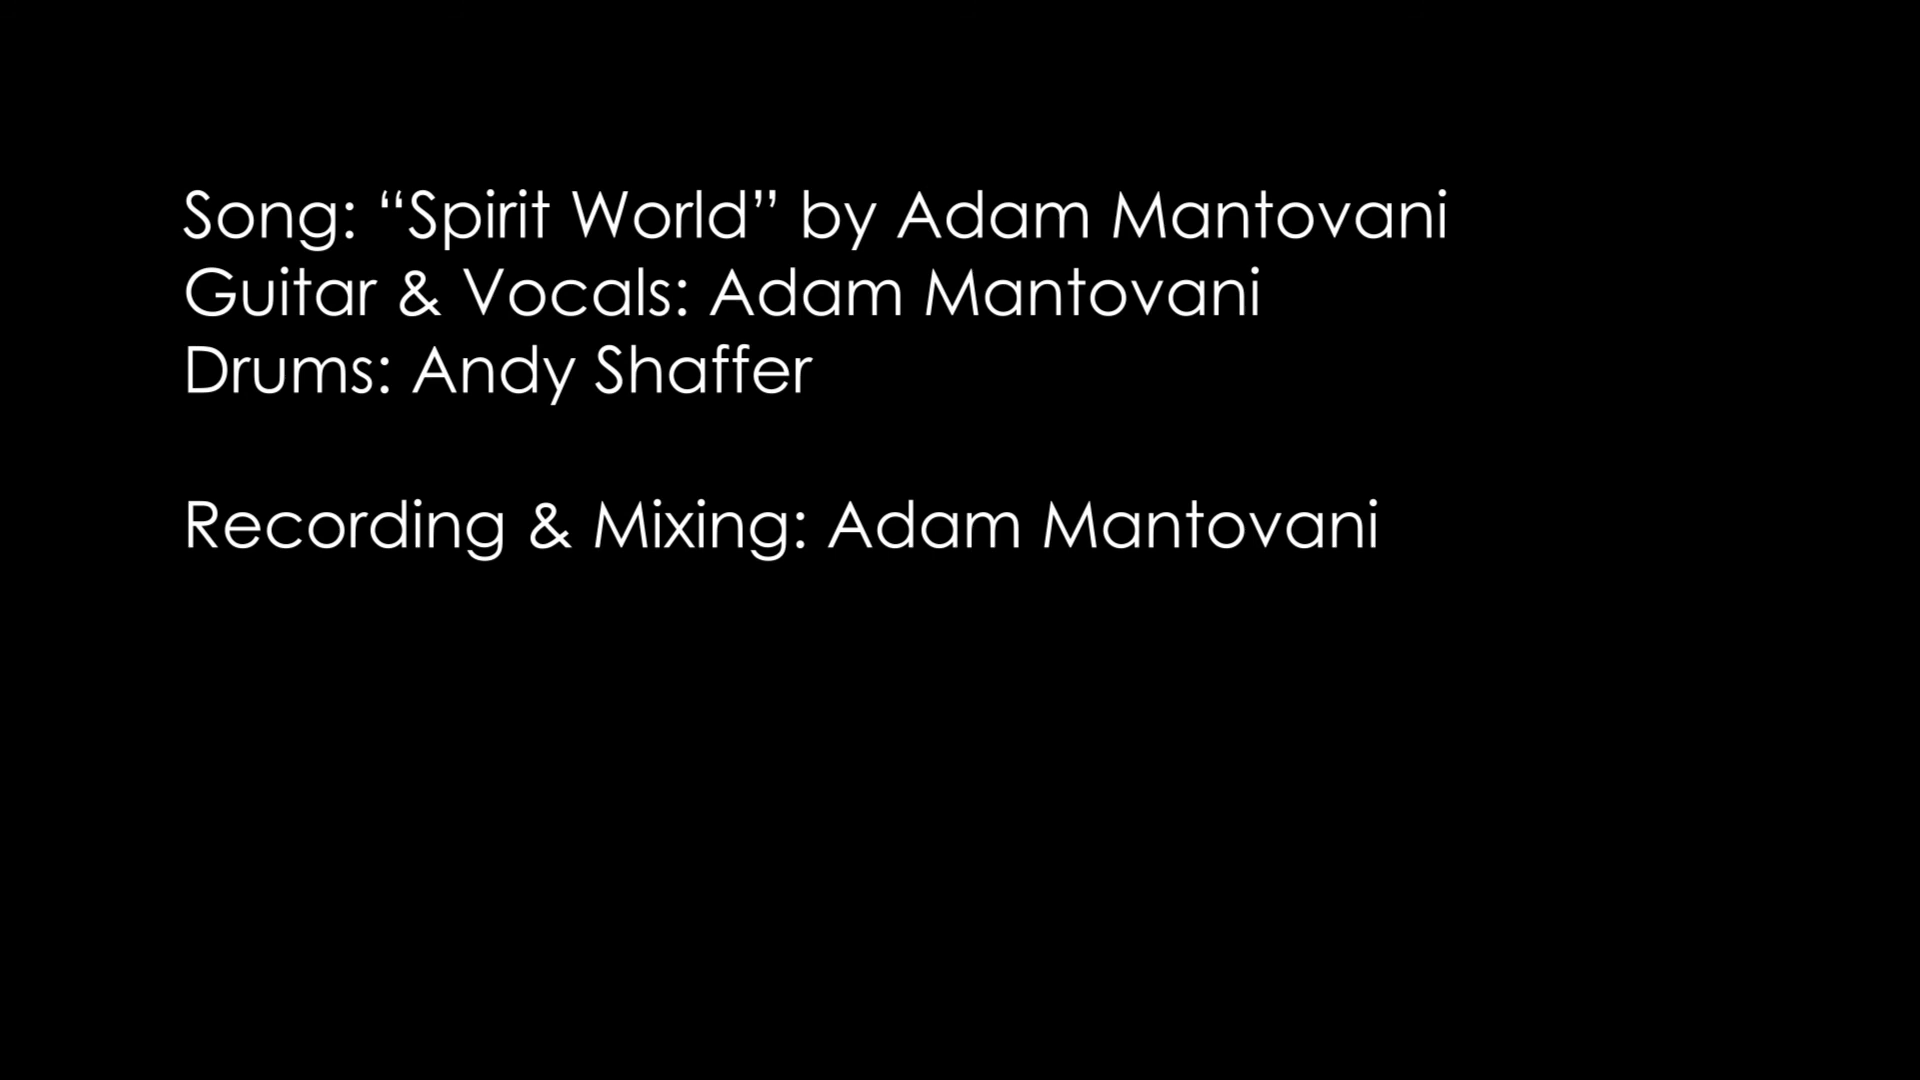 Song: “Spirit World” by Adam Mantovani
Guitar & Vocals: Adam Mantovani
Drums: Andy Shaffer
Recording & Mixing: Adam Mantovani